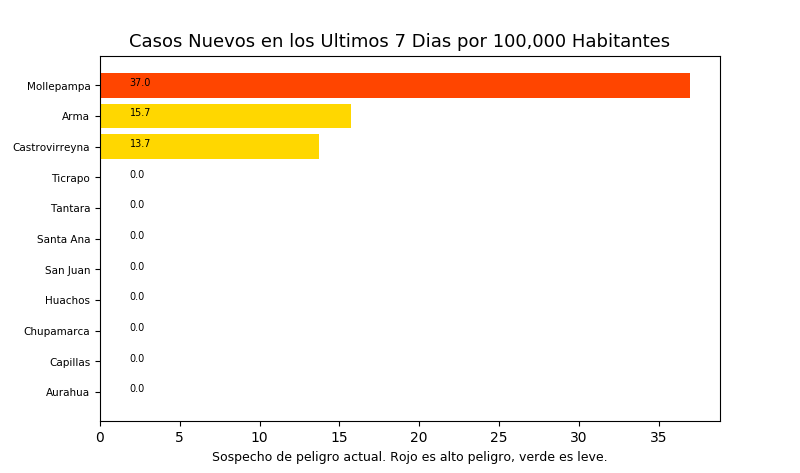 Casos Nuevos en los Ultimos 7 Dias por 100,000 Habitantes
Mollepampa 37.0
Arma 15.7
Castrovirreyna 13.7
Ticrapo 0.0
Tantara 0.0
Santa Ana 0.0
San Juan 0.0
Huachos 0.0
Chupamarca 0.0
Capillas 0.0
Aurahua 0.0
0 5 10 15 20 25 30 35
Sospecho de peligro actual. Rojo es alto peligro, verde es leve.